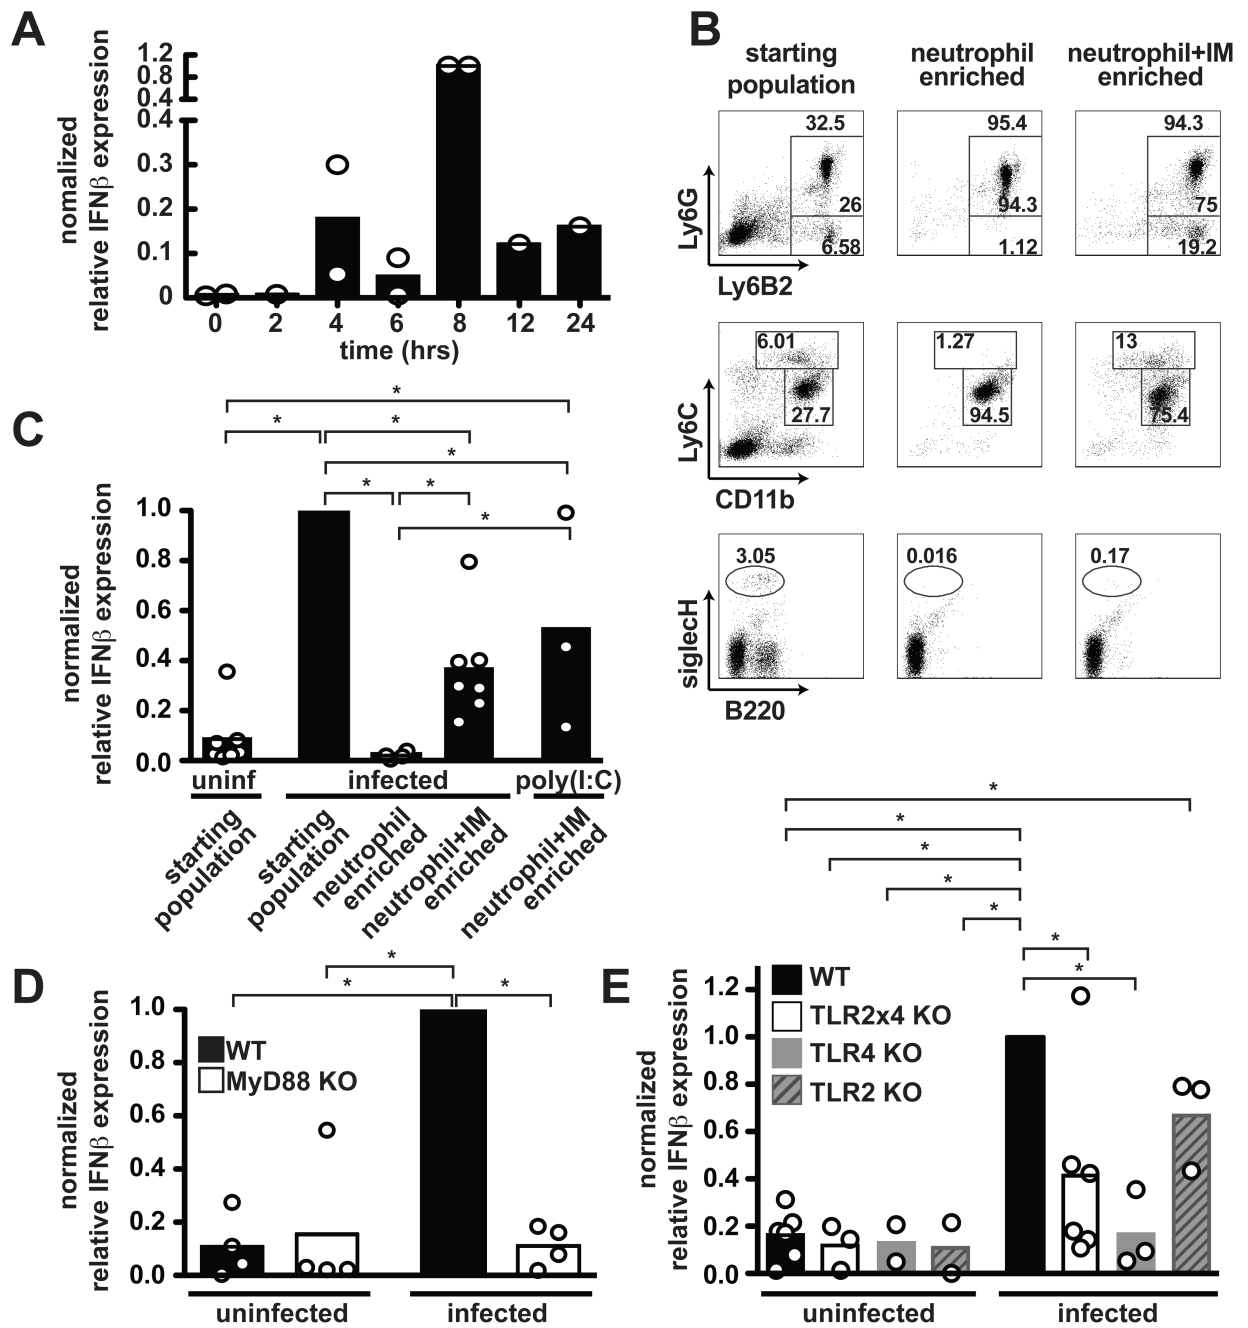 A
nomalized
relative IFNβ expression
1.2
0.8
0.4
0.4
0.3
0.2
0.1
0
0 2 4 6 8 12 24
time (hrs)
B
starting
population
neutrophil
enriched
neutrophil+IM
enriched
32.5
26
6.58
95.4
94.3
1.12
94.3
75
19.2
Ly6G
Ly6B2
6.01
27.7
1.27
94.5
13
75.4
Ly6C
CD11b
3.05
0.016
0.17
siglecH
B220
C
* 
* *
*
* *
*
normalized
relative IFNβ expression
1.0
0.8
0.6
0.4
0.2
0.0
uninf infected poly(I:C)
starting
population
starting
population
neutrophil
enriched
neutrophil+IM
enriched
neutrophil+IM
enriched
D
*
* *
normalized
relative IFNβ expression
1.0
0.8
0.6
0.4
0.2
0.0
WT
MyD88 KO
uninfected infected
E
*
*
*
*
*
*
*
normalized
relative IFNβ expression
1.2
1.0
0.8
0.6
0.4
0.2
0.0
WT
TLR2x4 KO
TLR4 KO
TLR2 KO
uninfected infected